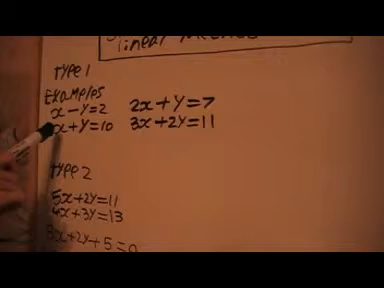 linear
TYPE 1
EXAMPles
x - y = 2
x + y = 10
2x + y = 7
3x + 2y = 11
TYPE 2
5x + 2y = 11
4x + 3y = 13
3x + 2y + 5 = 0